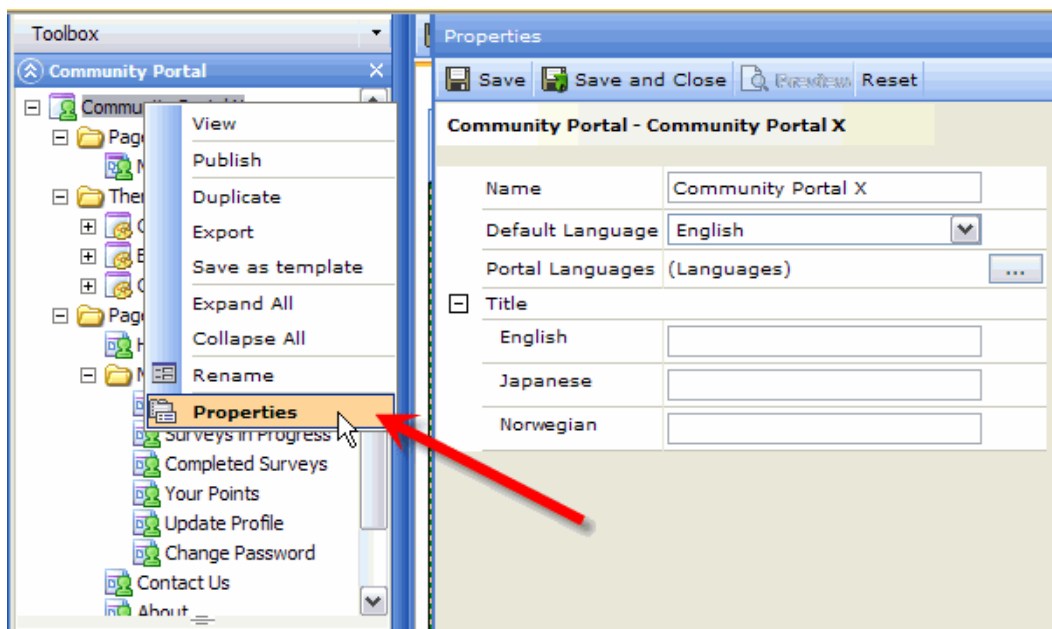 Toolbox
Community Portal
View
Publish
Duplicate
Export
Save as template
Expand All
Collapse All
Rename
Properties
Surveys in Progress
Completed Surveys
Your Points
Update Profile
Change Password
Contact Us
About
Properties
Save Save and Close Preview Reset
Community Portal - Community Portal X
Name Community Portal X
Default Language English
Portal Languages (Languages) ...
Title
English
Japanese
Norwegian